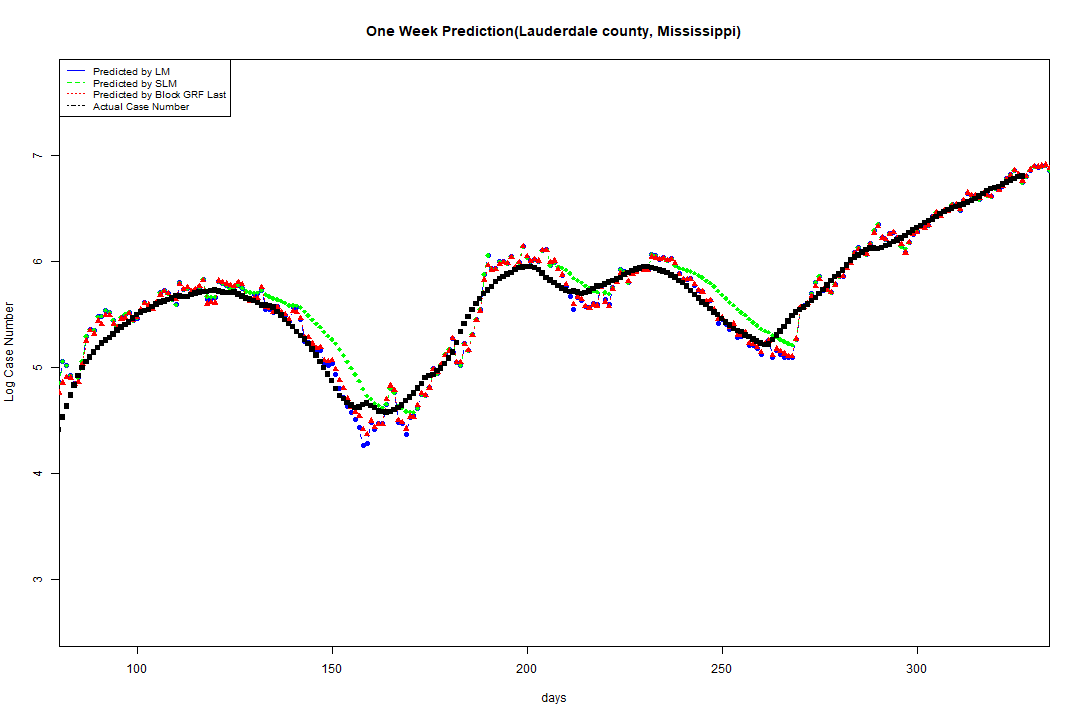 One Week Prediction(Lauderdale county, Mississippi)
Predicted by LM
Predicted by SLM
Predicted by Block GRF Last
Actual Case Number
7
6
5
4
3
Log Case Number
100 150 200 250 300
days